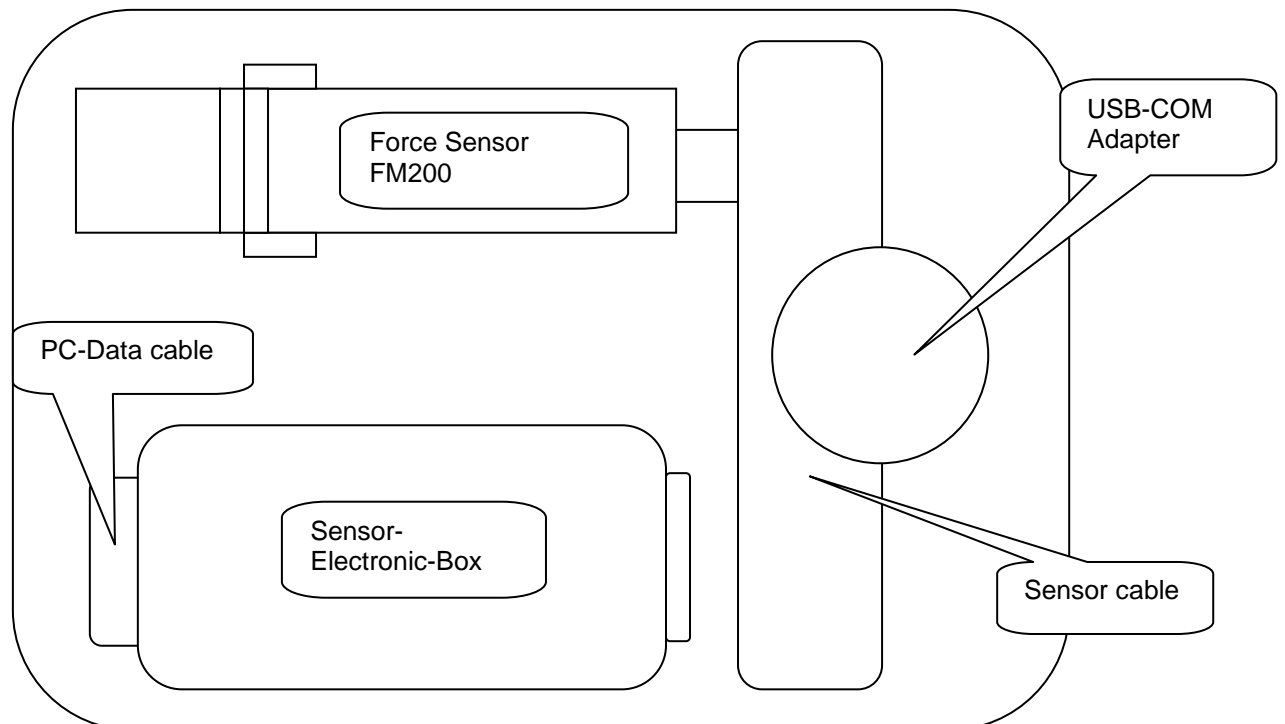 Force Sensor
FM200
USB-COM
Adapter
PC-Data cable
Sensor-
Electronic-Box
Sensor cable